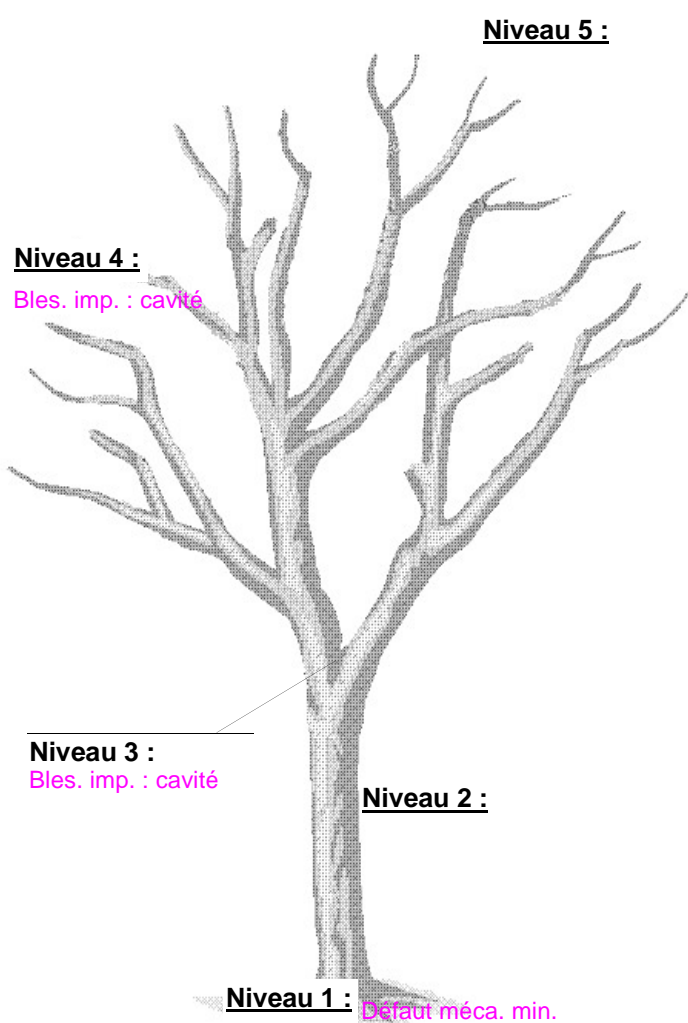 Niveau 5 :
Niveau 4 :
Bles. imp. : cavité
Niveau 3 :
Bles. imp. : cavité
Niveau 2 :
Niveau 1 : Défaut méca. min.